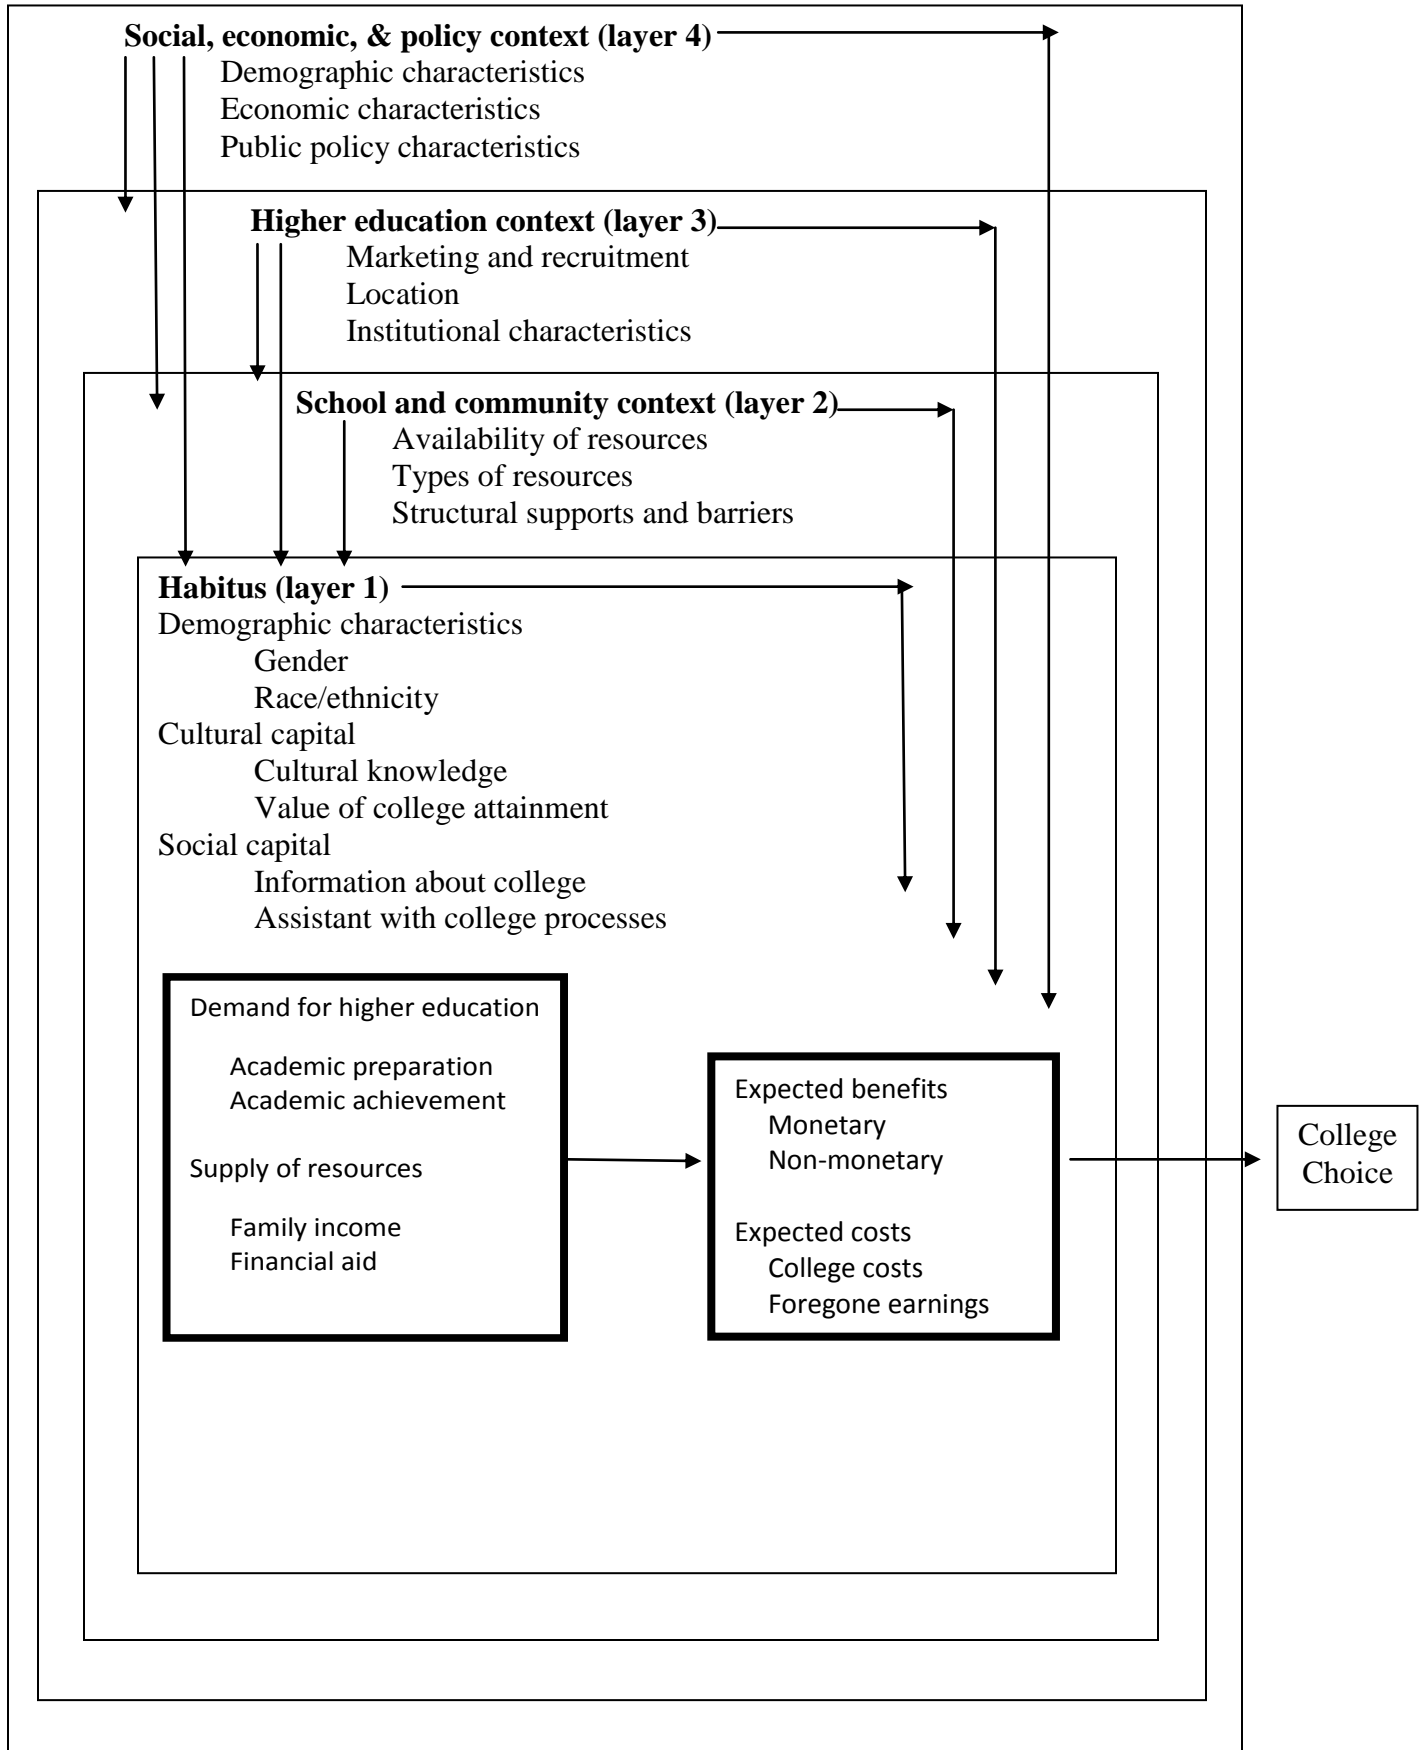 Social, economic, & policy context (layer 4)
Demographic characteristics
Economic characteristics
Public policy characteristics
Higher education context (layer 3)
Marketing and recruitment
Location
Institutional characteristics
School and community context (layer 2)
Availability of resources
Types of resources
Structural supports and barriers
Habitus (layer 1)
Demographic characteristics
Gender
Race/ethnicity
Cultural capital
Cultural knowledge
Value of college attainment
Social capital
Information about college
Assistant with college processes
Demand for higher education
Academic preparation
Academic achievement
Supply of resources
Family income
Financial aid
Expected benefits
Monetary
Non-monetary
Expected costs
College costs
Foregone earnings
College
Choice